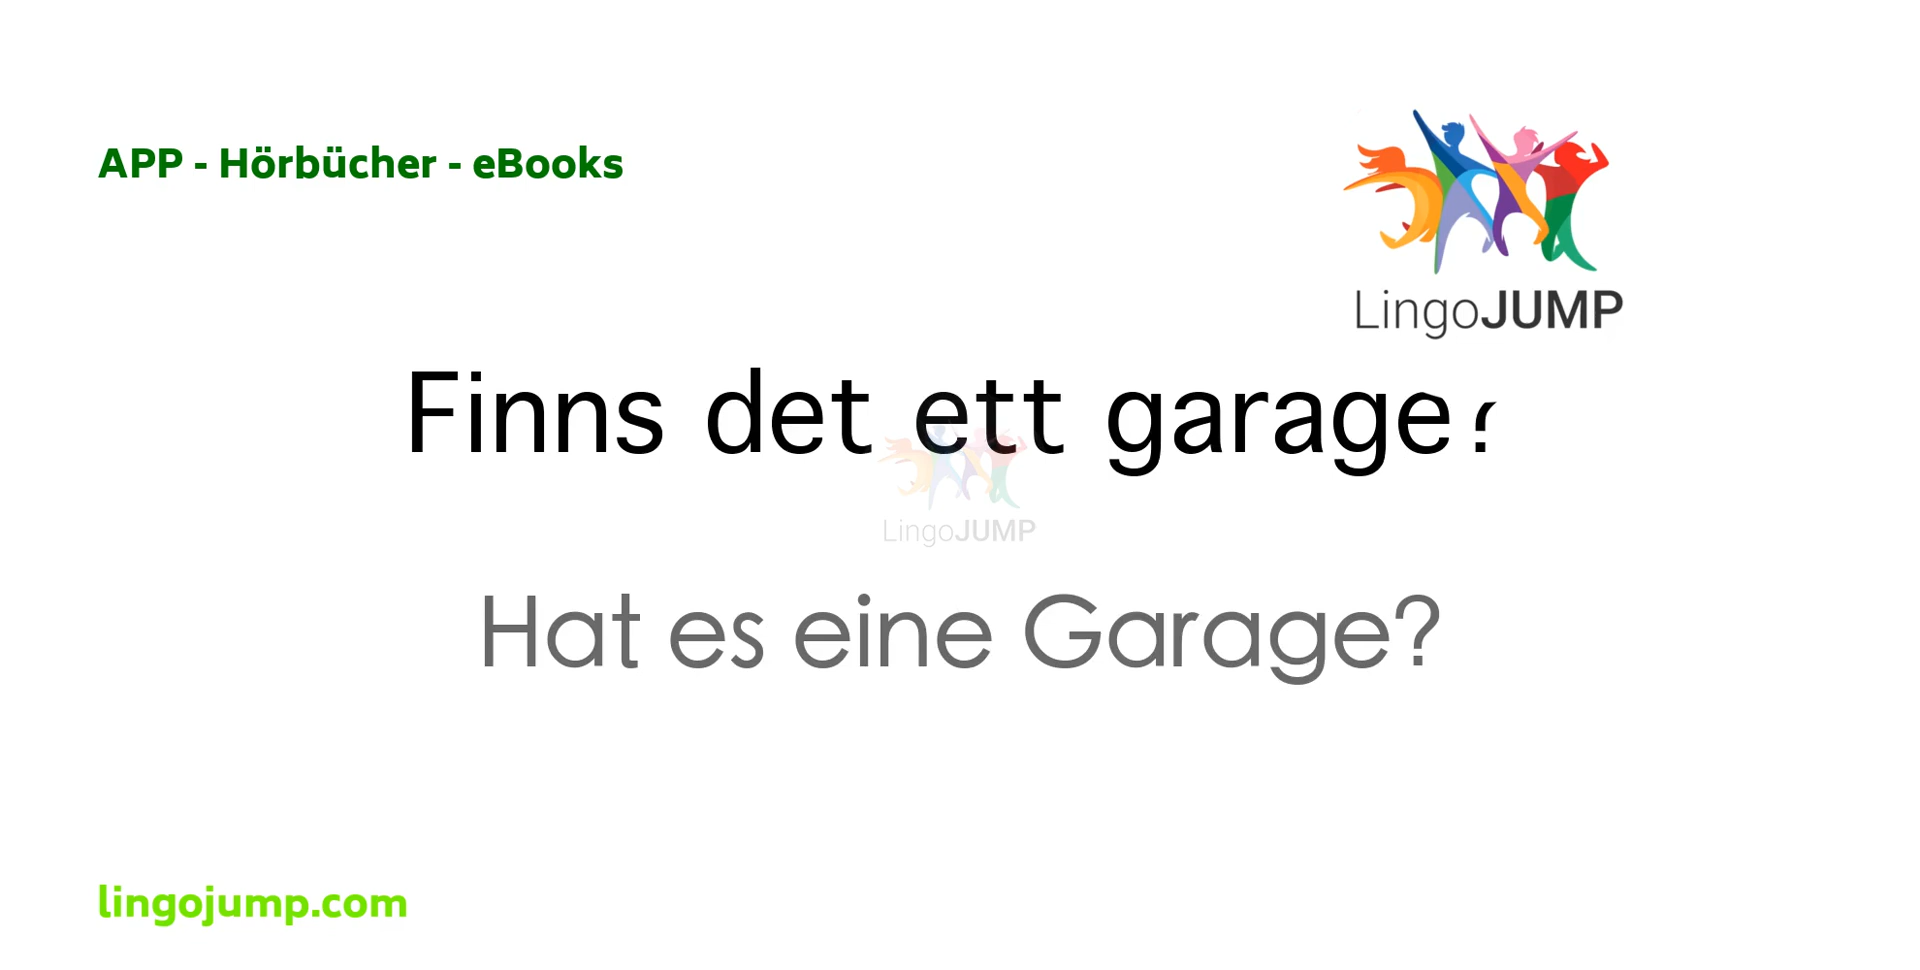 APP - Hörbücher - eBooks
LingoJUMP
Finns det ett garage?
LingoJUMP
Hat es eine Garage?
lingojump.com